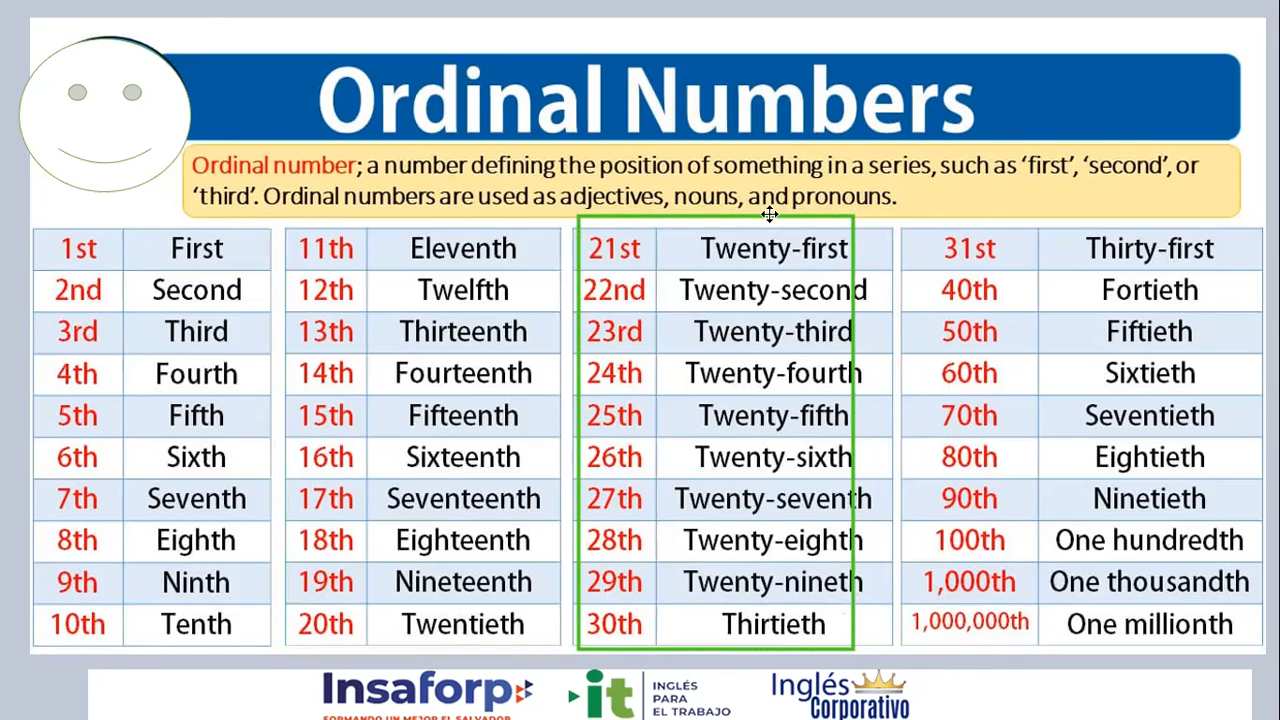 Ordinal Numbers
Ordinal number; a number defining the position of something in a series, such as ‘first’, ‘second’, or
‘third’. Ordinal numbers are used as adjectives, nouns, and pronouns.
1st First 11th Eleventh 21st Twenty-first 31st Thirty-first
2nd Second 12th Twelfth 22nd Twenty-second 40th Fortieth
3rd Third 13th Thirteenth 23rd Twenty-third 50th Fiftieth
4th Fourth 14th Fourteenth 24th Twenty-fourth 60th Sixtieth
5th Fifth 15th Fifteenth 25th Twenty-fifth 70th Seventieth
6th Sixth 16th Sixteenth 26th Twenty-sixth 80th Eightieth
7th Seventh 17th Seventeenth 27th Twenty-seventh 90th Ninetieth
8th Eighth 18th Eighteenth 28th Twenty-eighth 100th One hundredth
9th Ninth 19th Nineteenth 29th Twenty-nineth 1,000th One thousandth
10th Tenth 20th Twentieth 30th Thirtieth 1,000,000th One millionth
Insaforp
FORMANDO UN MEJOR EL SALVADOR
it
INGLÉS
PARA
EL TRABAJO
Inglés
Corporativo